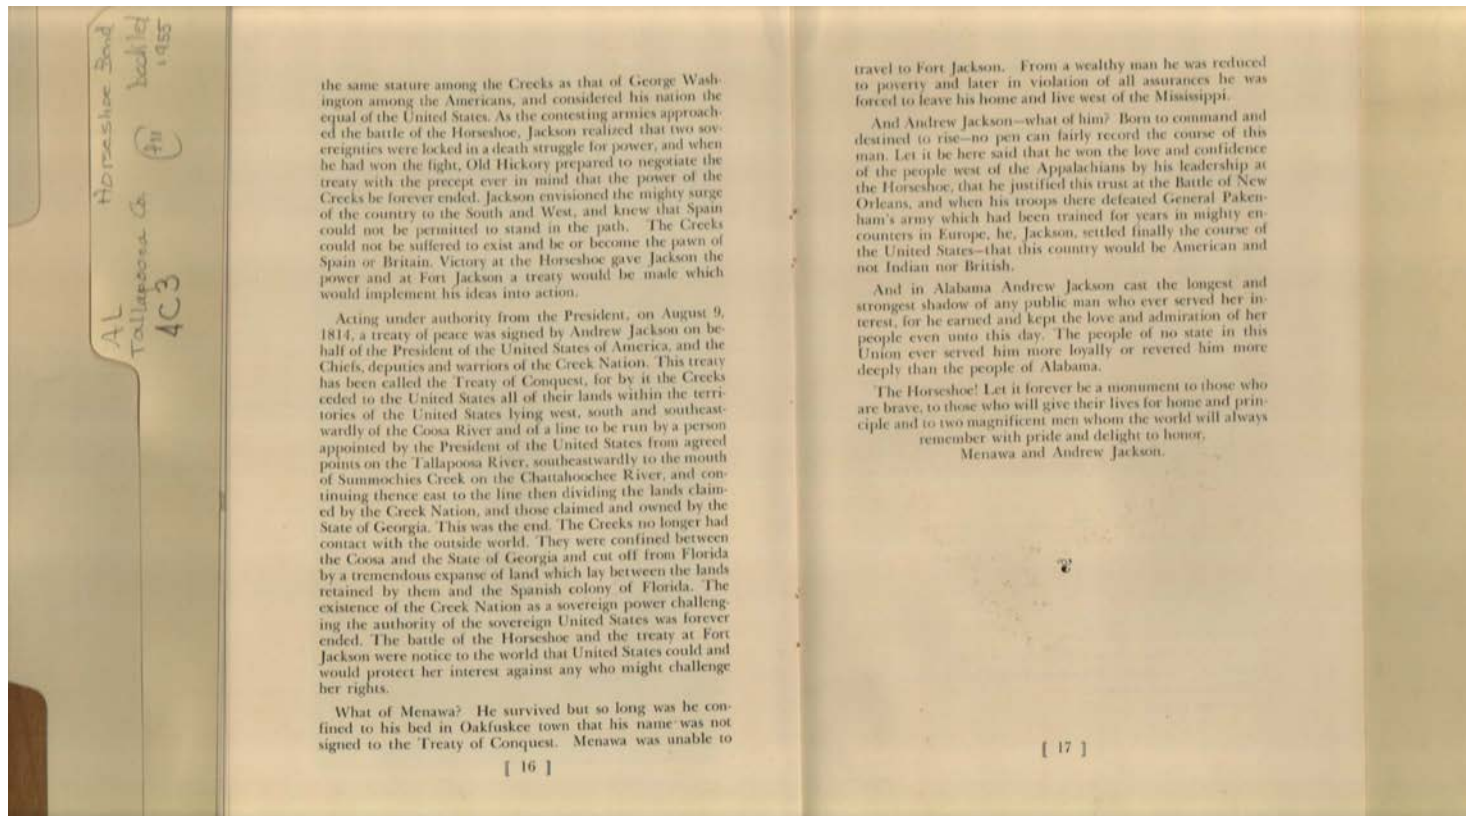 AL
Horseshoe Bend
Tallapoosa Co.
booklet
4C3
1955
the same stature among the Creeks as that of George Wash-
ington among the Americans, and considered his nation the
equal of the United States. As the contesting armies approach-
ed the battle of the Horseshoe, Jackson realized that two sov-
ereignties were locked in a death struggle for power, and when
he had won the fight, Old Hickory prepared to negotiate the
treaty with the precept ever in mind that the power of the
Creeks be forever ended. Jackson envisioned the mighty surge
of the country to the South and West, and knew that Spain
could not be permitted to stand in the path. The Creeks
could not be suffered to exist and be or become the pawn of
Spain or Britain. Victory at the Horseshoe gave Jackson the
power and at Fort Jackson a treaty would be made which
would implement his ideas into action.
Acting under authority from the President, on August 9,
1814, a treaty of peace was signed by Andrew Jackson on be-
half of the President of the United States of America, and the
Chiefs, deputies and warriors of the Creek Nation. This treaty
has been called the Treaty of Conquest, for by it the Creeks
ceded to the United States all of their lands within the terri-
tories of the United States lying west, south and southeast-
wardly of the Coosa River and of a line to be run by a person
appointed by the President of the United States from agreed
points on the Tallapoosa River, southeastwardly to the mouth
of Summochies Creek on the Chattahoochee River, and con-
tinuing thence east to the line then dividing the lands claim-
ed by the Creek Nation, and those claimed and owned by the
State of Georgia. This was the end. The Creeks no longer had
contact with the outside world. They were confined between
the Coosa and the State of Georgia and cut off from Florida
by a tremendous expanse of land which lay between the lands
retained by them and the Spanish colony of Florida. The
existence of the Creek Nation as a sovereign power challeng-
ing the authority of the sovereign United States was forever
ended. The battle of the Horseshoe and the treaty at Fort
Jackson were notice to the world that United States could and
would protect her interest against any who might challenge
her rights.
What of Menawa? He survived but so long was he con-
fined to his bed in Oakfuskee town that his name was not
signed to the Treaty of Conquest. Menawa was unable to
[ 16 ]
travel to Fort Jackson. From a wealthy man he was reduced
to poverty and later in violation of all assurances he was
forced to leave his home and live west of the Mississippi.
And Andrew Jackson—what of him? Born to command and
destined to rise—no pen can fairly record the course of this
man. Let it be here said that he won the love and confidence
of the people west of the Appalachians by his leadership at
the Horseshoe, that he justified this trust at the Battle of New
Orleans, and when his troops there defeated General Paken-
ham's army which had been trained for years in mighty en-
counters in Europe, he, Jackson, settled finally the course of
the United States—that this country would be American and
not Indian nor British.
And in Alabama Andrew Jackson cast the longest and
strongest shadow of any public man who ever served her in-
terest, for he earned and kept the love and admiration of her
people even unto this day. The people of no state in this
Union ever served him more loyally or revered him more
deeply than the people of Alabama.
The Horseshoe! Let it forever be a monument to those who
are brave, to those who will give their lives for home and prin-
ciple and to two magnificent men whom the world will always
remember with pride and delight to honor,
Menawa and Andrew Jackson.
[ 17 ]